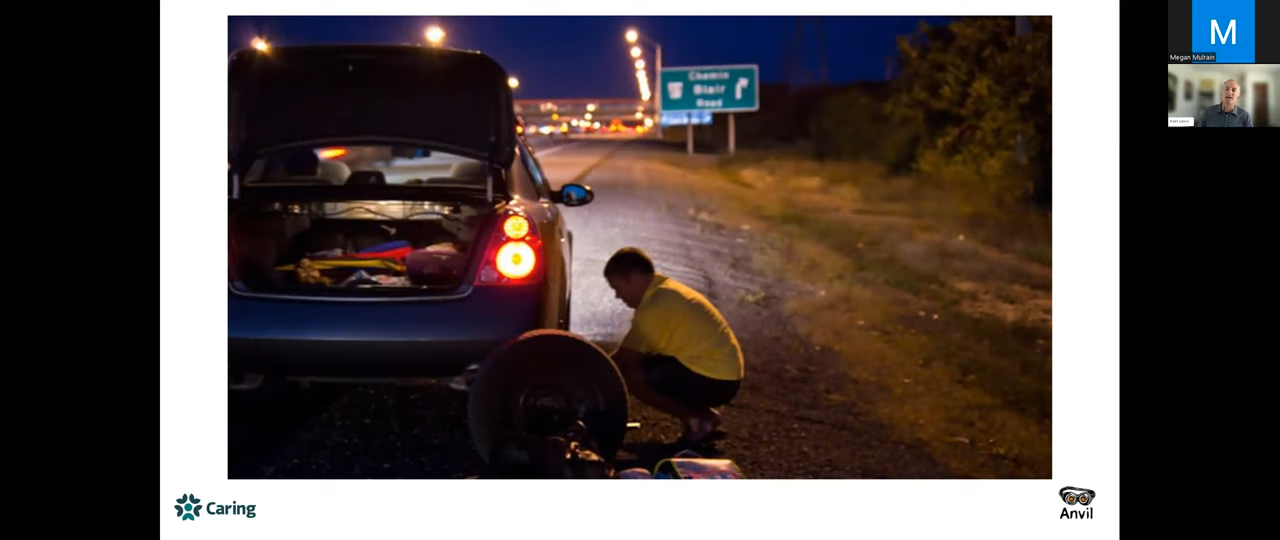 Chemin
Blair
Road
Caring
Anvil
M
Megan Mulrain